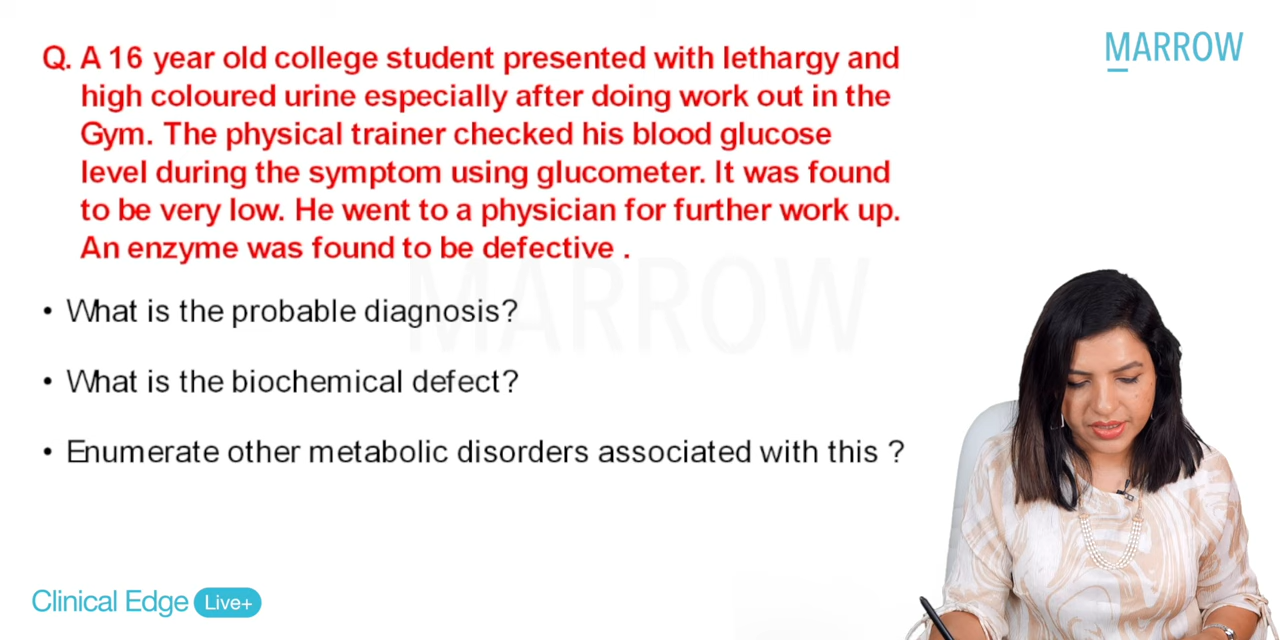 MARROW
Q. A 16 year old college student presented with lethargy and
high coloured urine especially after doing work out in the
Gym. The physical trainer checked his blood glucose
level during the symptom using glucometer. It was found
to be very low. He went to a physician for further work up.
An enzyme was found to be defective .
MARROW
• What is the probable diagnosis?
• What is the biochemical defect?
• Enumerate other metabolic disorders associated with this ?
Clinical Edge Live+